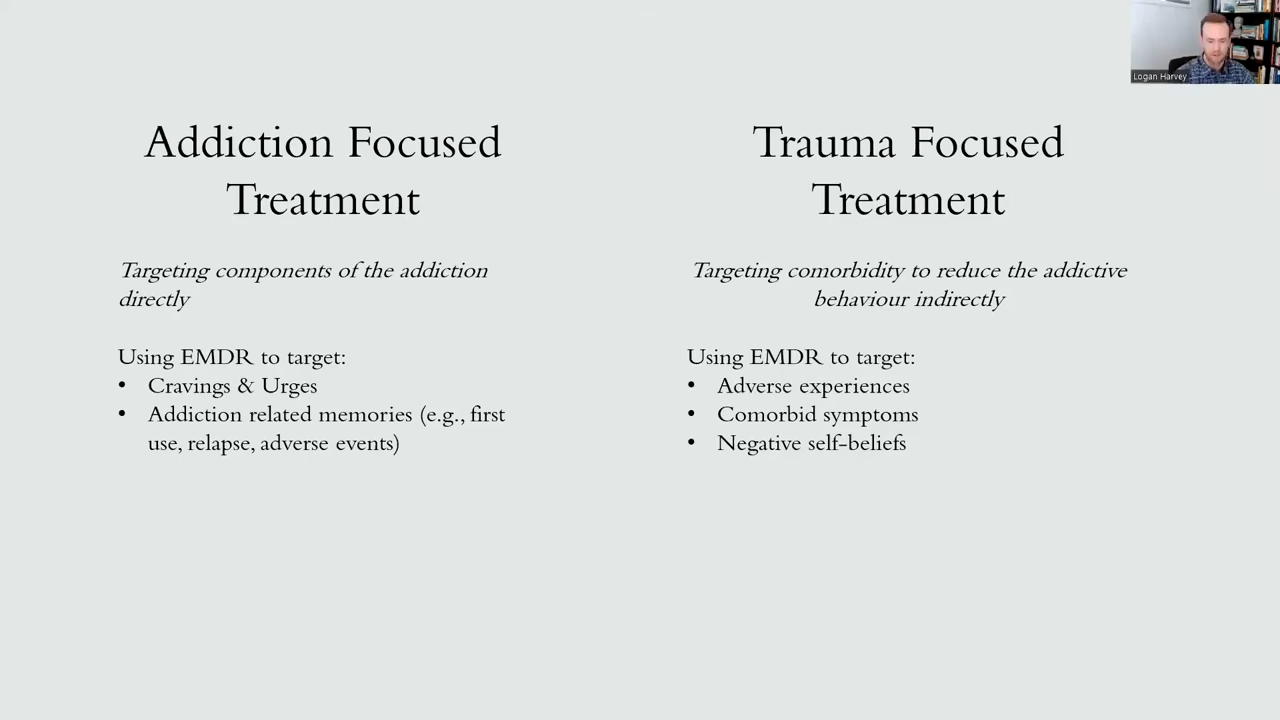 Logan Harvey
Addiction Focused
Treatment
Targeting components of the addiction
directly
Using EMDR to target:
• Cravings & Urges
• Addiction related memories (e.g., first
use, relapse, adverse events)
Trauma Focused
Treatment
Targeting comorbidity to reduce the addictive
behaviour indirectly
Using EMDR to target:
• Adverse experiences
• Comorbid symptoms
• Negative self-beliefs